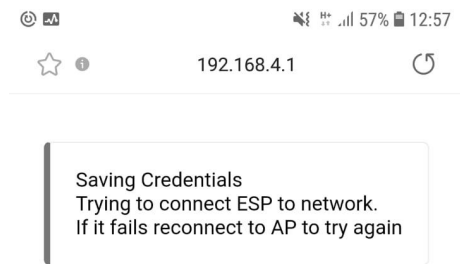 H+ 57% 12:57
192.168.4.1
Saving Credentials
Trying to connect ESP to network.
If it fails reconnect to AP to try again